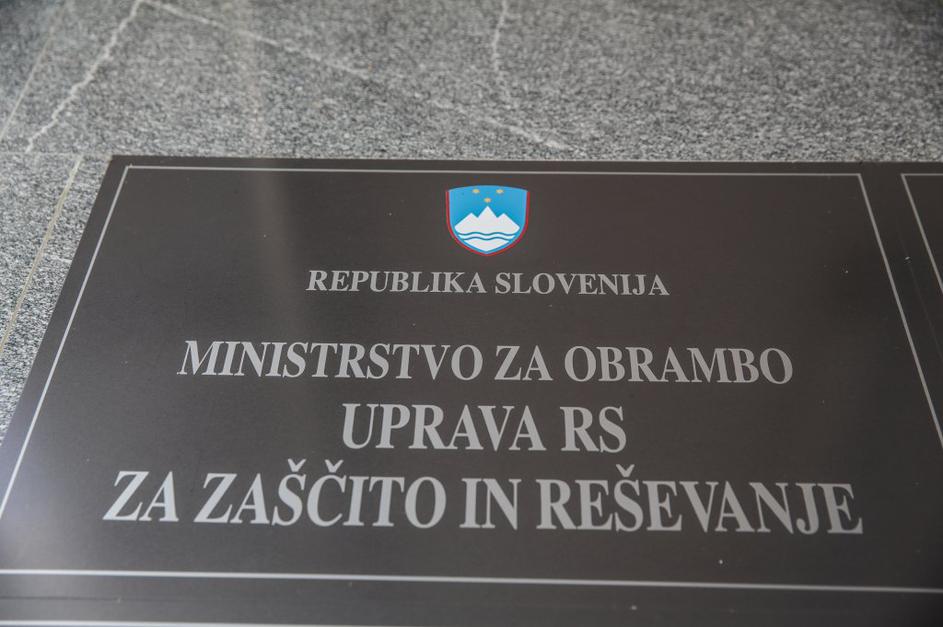 REPUBLIKA SLOVENIJA
MINISTRSTVO ZA OBRAMBO
UPRAVA RS
ZA ZAŠČITO IN REŠEVANJE